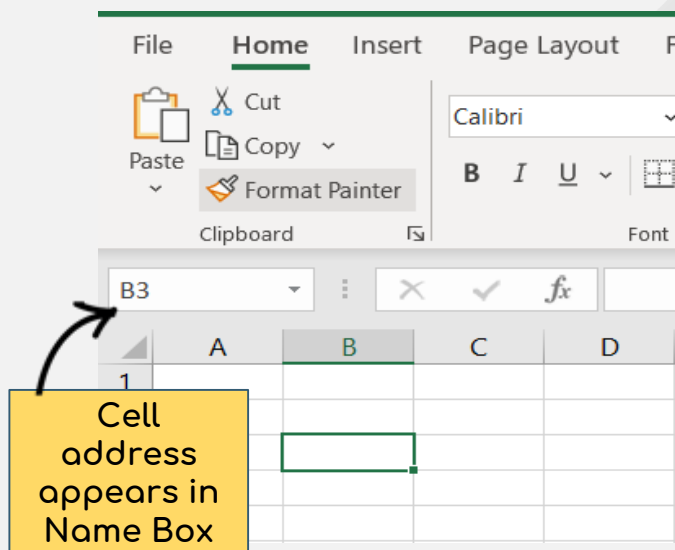 File Home Insert Page Layout F
Cut
Calibri
Copy
Paste
B I U
Format Painter
Clipboard Font
B3 fx
A B C D
1
Cell
address
appears in
Name Box